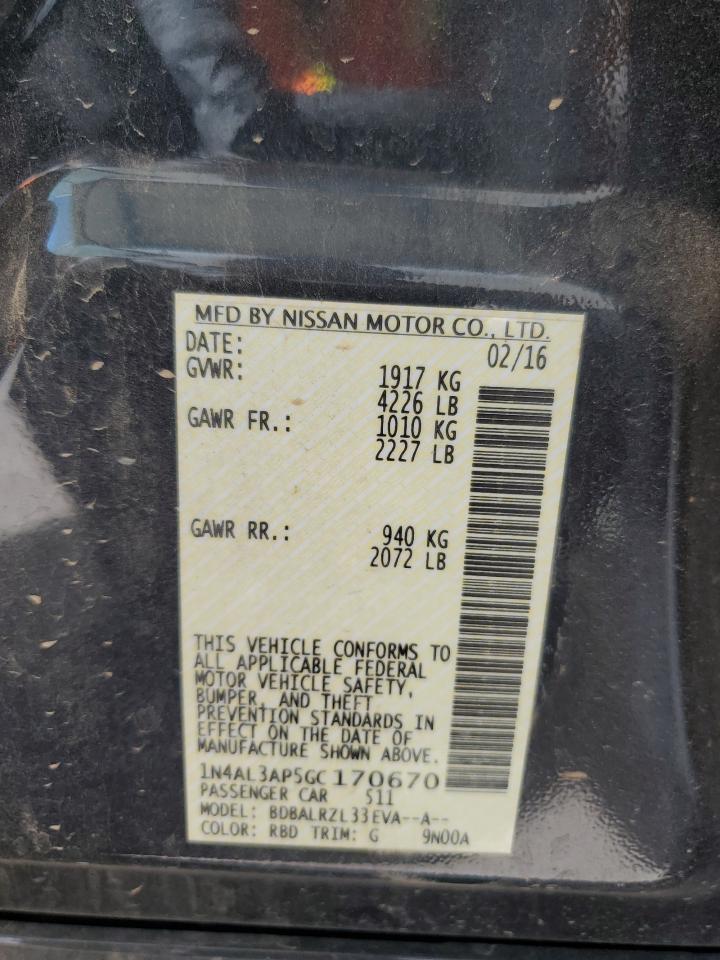 MFD BY NISSAN MOTOR CO., LTD.
DATE: 02/16
GVWR: 1917 KG
4226 LB
GAWR FR.: 1010 KG
2227 LB
GAWR RR.: 940 KG
2072 LB
THIS VEHICLE CONFORMS TO
ALL APPLICABLE FEDERAL
MOTOR VEHICLE SAFETY,
BUMPER, AND THEFT
PREVENTION STANDARDS IN
EFFECT ON THE DATE OF
MANUFACTURE SHOWN ABOVE.
1N4AL3AP5GC170670
PASSENGER CAR S11
MODEL: BDBALRZL33EVA--A--
COLOR: RBD TRIM: G 9N00A